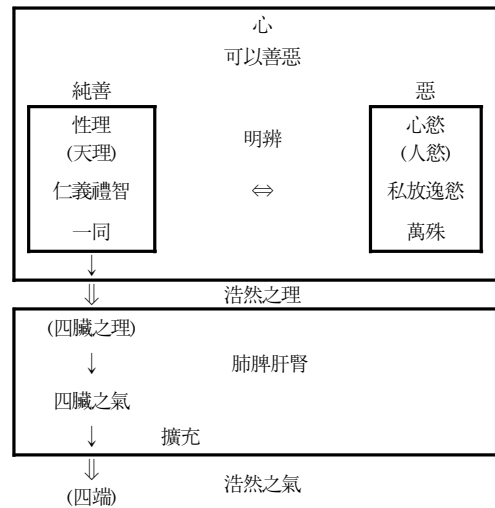 心
可以善惡
純善 惡
性理 明辨 心慾
(天理) (人慾)
仁義禮智 ⇔ 私放逸慾
一同 萬殊
↓
⇓ 浩然之理
(四臟之理)
↓ 肺脾肝腎
四臟之氣
↓ 擴充
⇓ 浩然之氣
(四端)